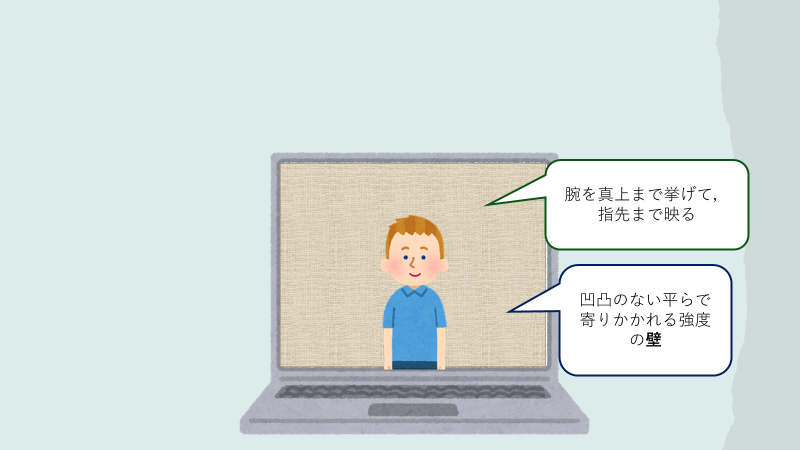 腕を真上まで挙げて，
指先まで映る
凹凸のない平らで
寄りかかれる強度
の壁